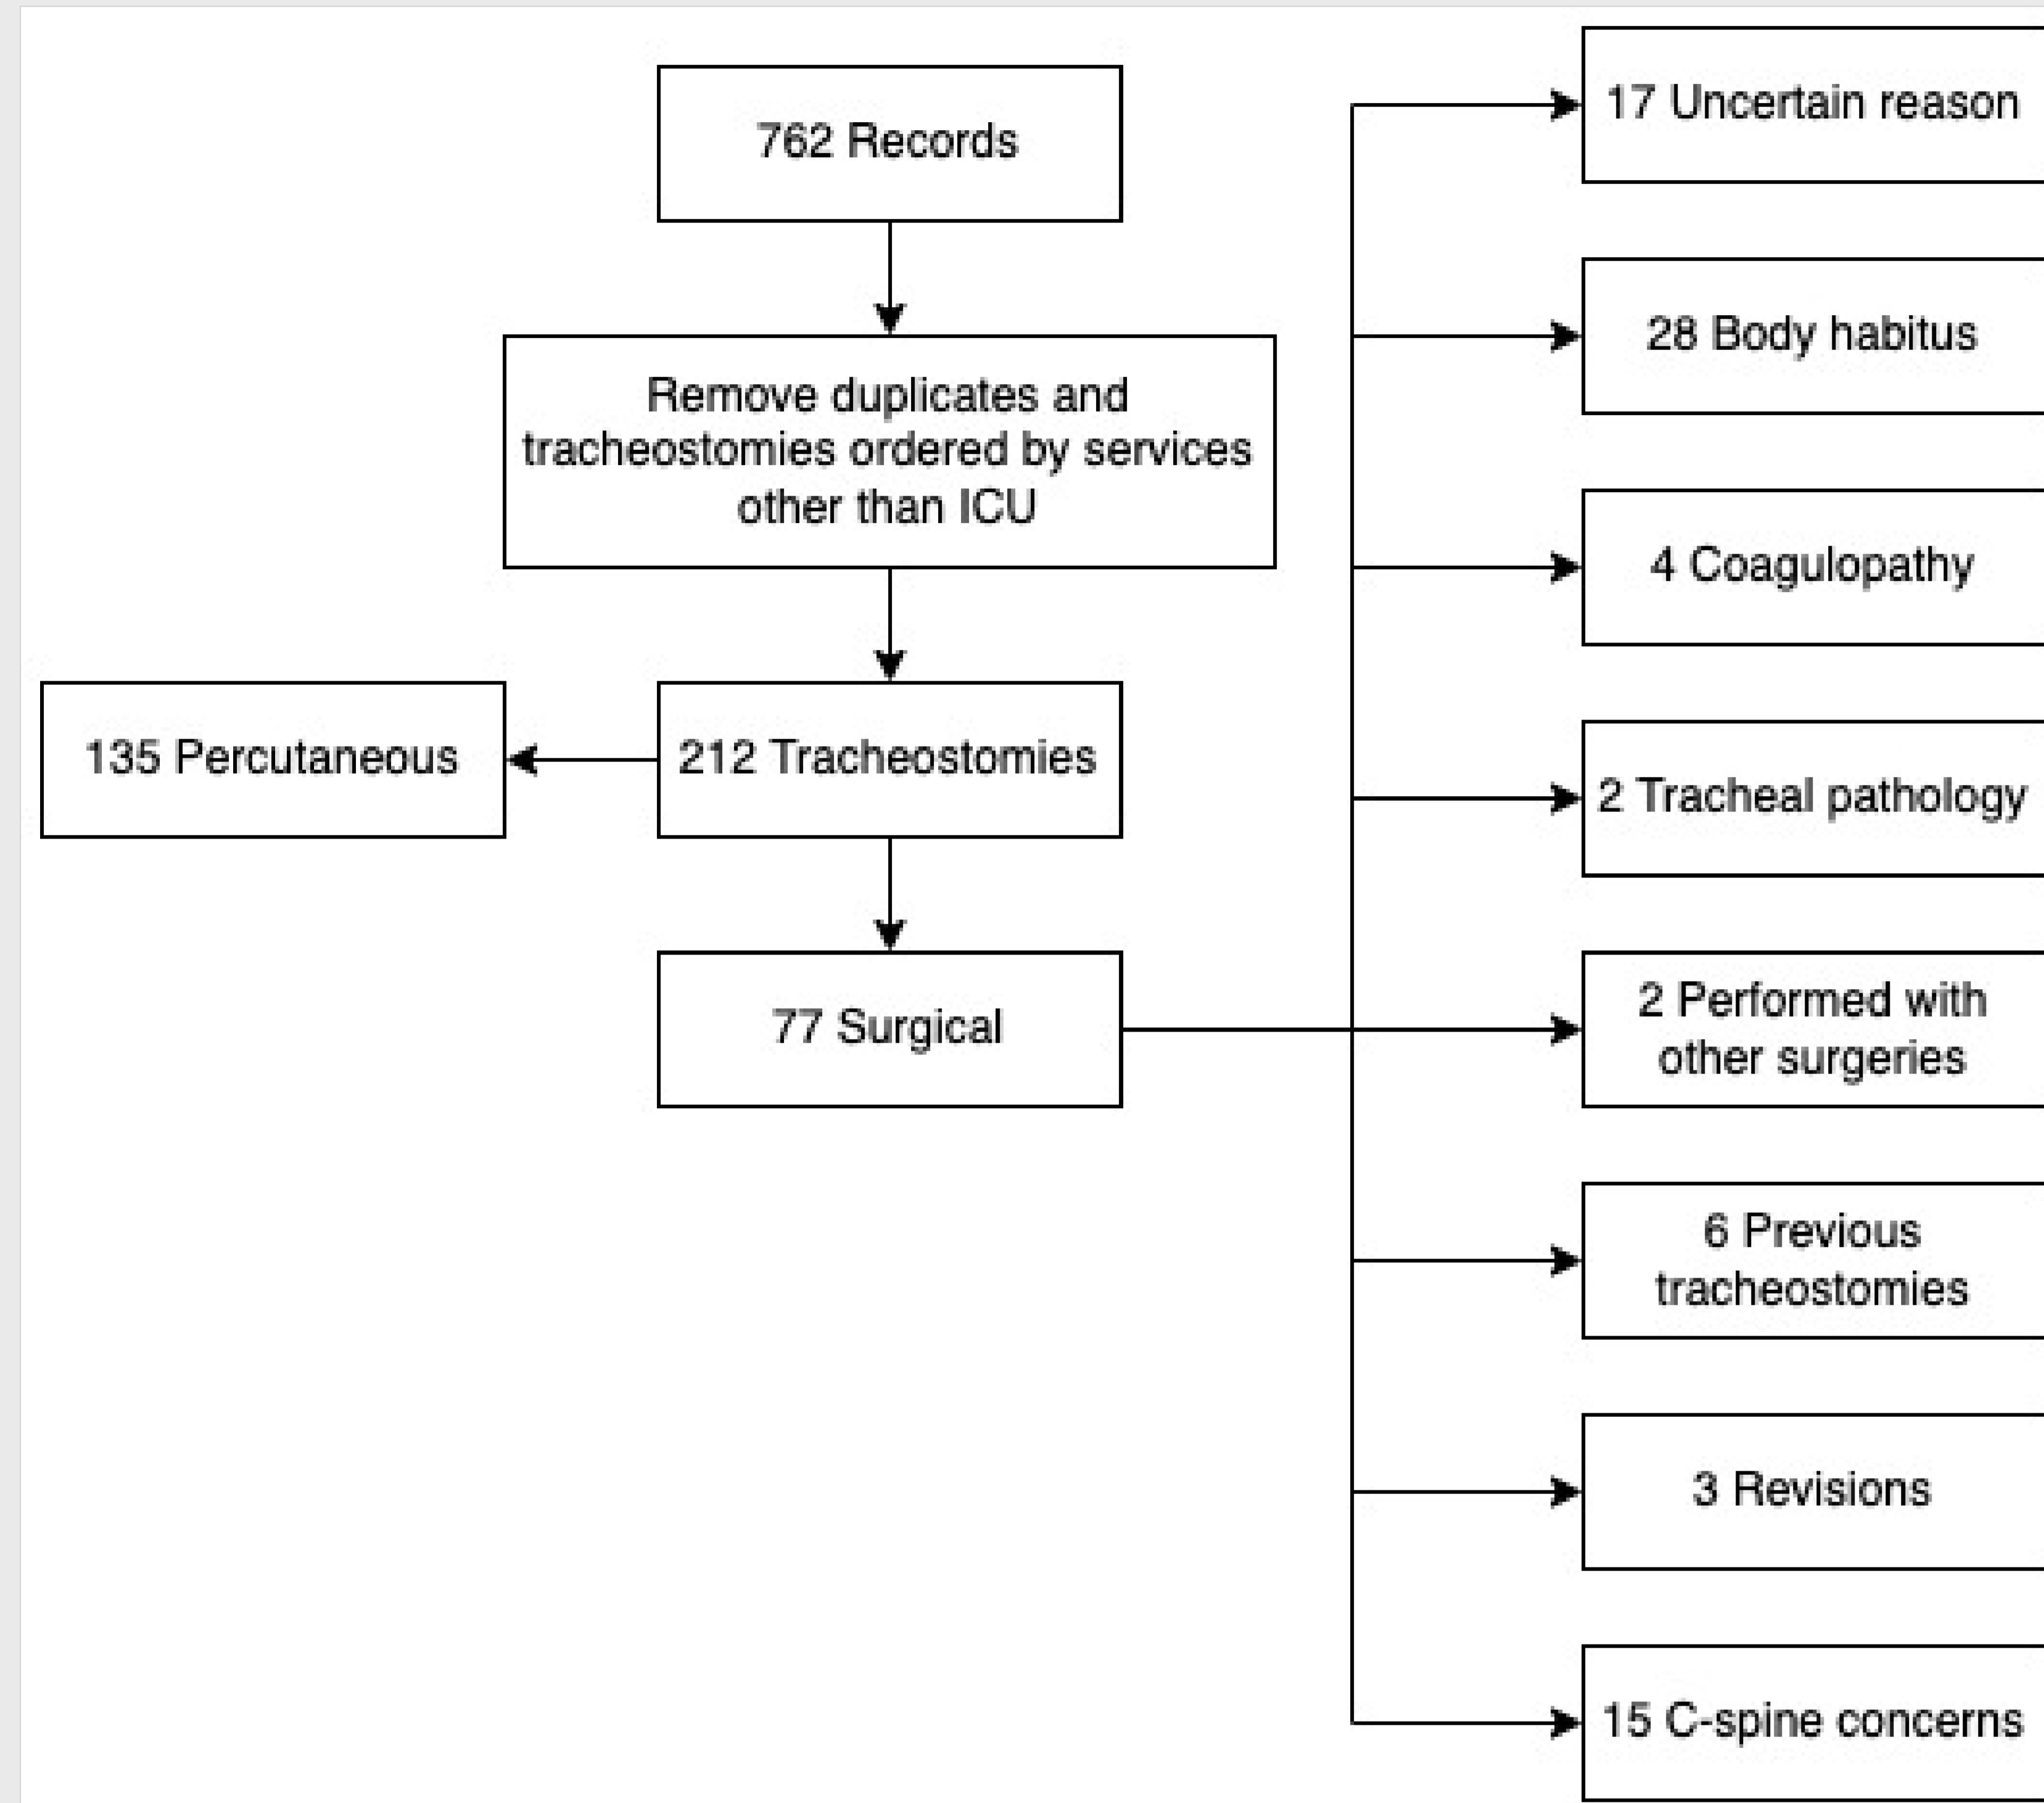 762 Records
Remove duplicates and
tracheostomies ordered by services
other than ICU
135 Percutaneous
212 Tracheostomies
77 Surgical
17 Uncertain reason
28 Body habitus
4 Coagulopathy
2 Tracheal pathology
2 Performed with
other surgeries
6 Previous
tracheostomies
3 Revisions
15 C-spine concerns